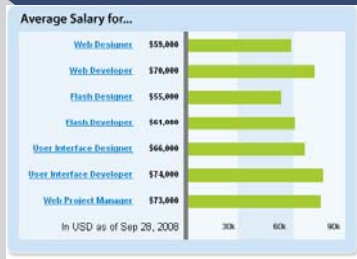 Average Salary for...
Web Designer $59,000
Web Developer $70,000
Flash Designer $55,000
Flash Developer $61,000
User Interface Designer $66,000
User Interface Developer $74,000
Web Project Manager $73,000
In USD as of Sep 28, 2008 30k 60k 90k